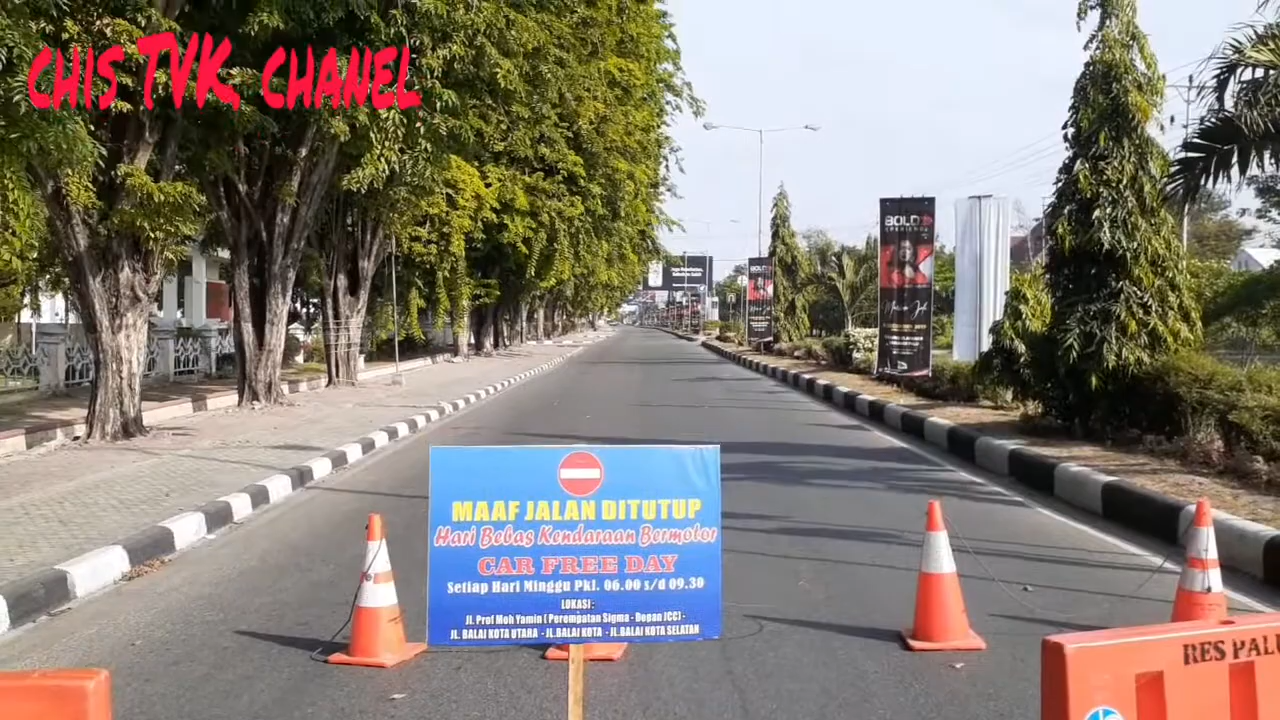 CHIS TVK, CHANEL
BOLD
XPERIENCE
MAAF JALAN DITUTUP
Hari Bebas Kendaraan Bermotor
CAR FREE DAY
Setiap Hari Minggu Pkl. 06.00 s/d 09.30
LOKASI :
Jl. Prof Moh Yamin ( Perempatan Sigma - Depan JCC) -
JL. BALAI KOTA UTARA - JL.BALAI KOTA - JL.BALAI KOTA SELATAN
RES PALU